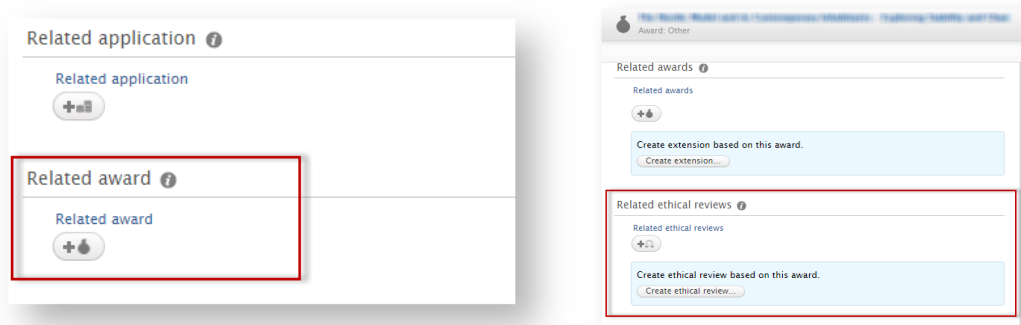 Related application
Related application
Related award
Related award
Award: Other
Related awards
Related awards
Create extension based on this award.
Create extension...
Related ethical reviews
Related ethical reviews
Create ethical review based on this award.
Create ethical review...